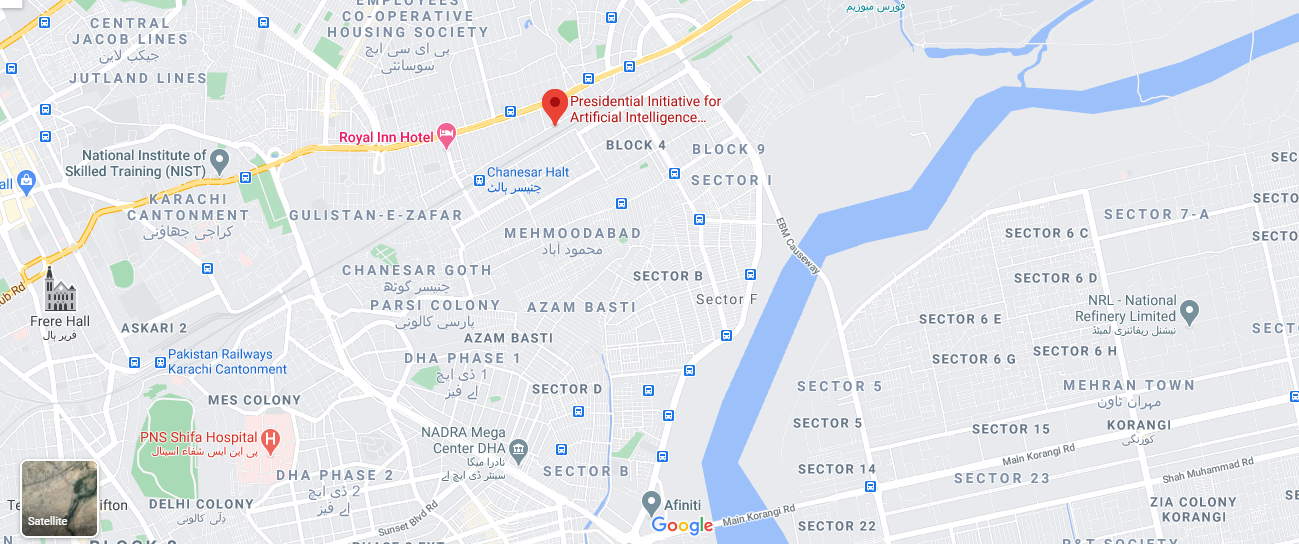 EMPLOYEES
CO-OPERATIVE
HOUSING SOCIETY
پی ای سی ایچ
سوسائٹی
فورس میوزیم
CENTRAL
JACOB LINES
جیکب لاین
JUTLAND LINES
Presidential Initiative for
Artificial Intelligence...
Royal Inn Hotel
BLOCK 4
BLOCK 9
National Institute of
Skilled Training (NIST)
Chanesar Halt
چنیسر ہالٹ
SECTOR I
all
KARACHI
CANTONMENT
کراچی چھاؤنی
GULISTAN-E-ZAFAR
MEHMOODABAD
محمود آباد
EBM Causeway
SEC
SECTO
SECTOR 7-A
SECTOR 6 C
SECTO
CHANESAR GOTH
چنیسر گوٹھ
SECTOR B
SECTOR 6 D
PARSI COLONY
پارسی کالونی
AZAM BASTI
Sector F
ub Rd
Frere Hall
فریر ہال
NRL - National
Refinery Limited
نیشنل ریفائنری لمیٹڈ
SECTOR 6 E
ASKARI 2
AZAM BASTI
SECT
Pakistan Railways
Karachi Cantonment
DHA PHASE 1
1 ڈی ایچ
اے فیز
SECTOR 6 G
SECTOR 6 H
SECTOR D
SECTOR 5
MEHRAN TOWN
مہران ٹاون
MES COLONY
SECTOR 5
SECTOR 15
KORANGI
کورنگی
PNS Shifa Hospital
پی این ایس شفاء اسپتال
NADRA Mega
Center DHA
نادرا میگا
سینٹر ڈی ایچ اے
SECTOR B
Main Korangi Rd
SECTOR 14
SECTOR 23
Shah Muhammad Rd
DHA PHASE 2
2 ڈی ایچ
اے فیز
DELHI COLONY
دلّی کالونی
Te
lifton
Satellite
Sunset Blvd Rd
Afiniti
Google
Main Korangi Rd
SECTOR 22
ZIA COLONY
KORANGI
P&T SOCIETY